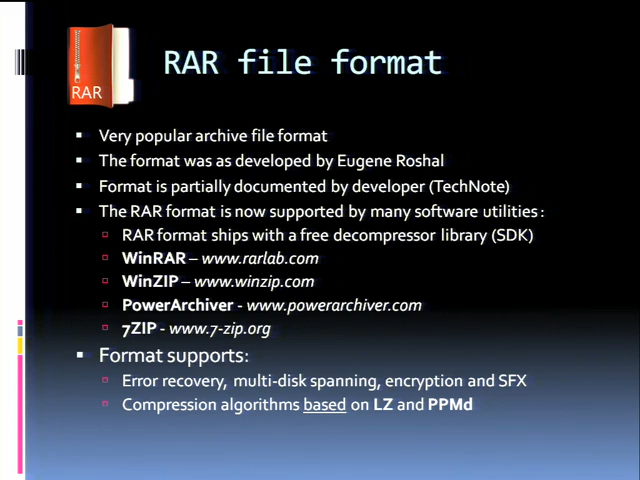 RAR file format
RAR
Very popular archive file format
The format was as developed by Eugene Roshal
Format is partially documented by developer (TechNote)
The RAR format is now supported by many software utilities :
RAR format ships with a free decompressor library (SDK)
WinRAR – www.rarlab.com
WinZIP – www.winzip.com
PowerArchiver - www.powerarchiver.com
7ZIP - www.7-zip.org
Format supports:
Error recovery, multi-disk spanning, encryption and SFX
Compression algorithms based on LZ and PPMd